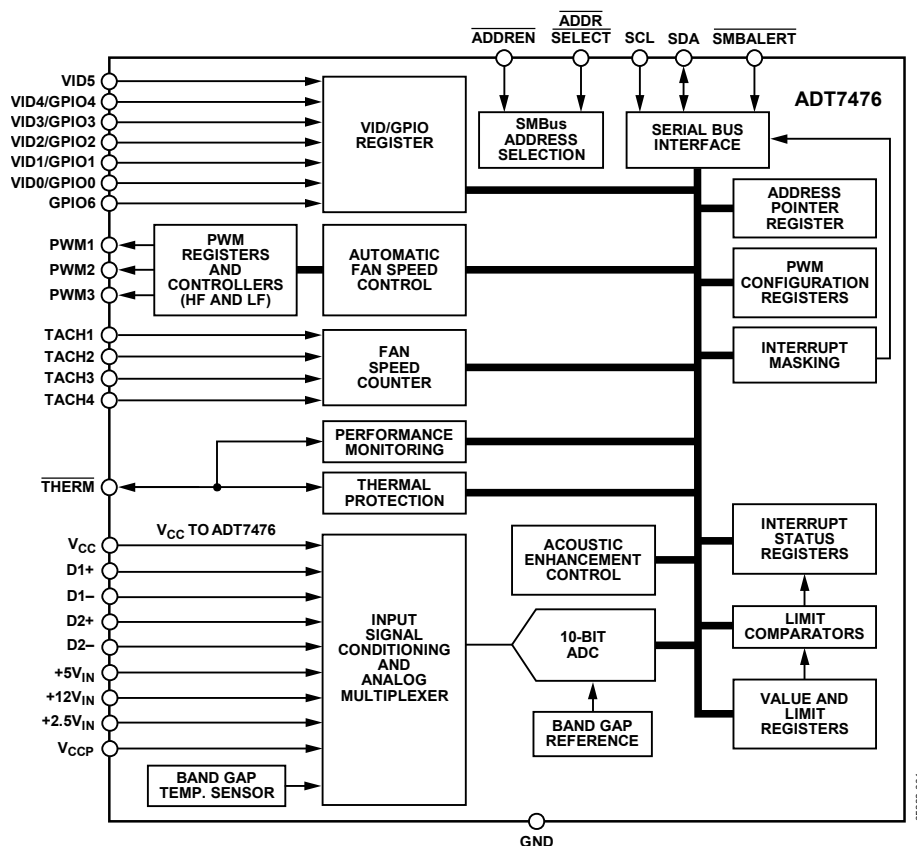 ADDREN
ADDR
SELECT
SCL
SDA
SMBALERT
ADT7476
VID5
VID4/GPIO4
VID3/GPIO3
VID2/GPIO2
VID1/GPIO1
VID0/GPIO0
GPIO6
VID/GPIO
REGISTER
SMBus
ADDRESS
SELECTION
SERIAL BUS
INTERFACE
ADDRESS
POINTER
REGISTER
PWM1
PWM2
PWM3
PWM
REGISTERS
AND
CONTROLLERS
(HF AND LF)
AUTOMATIC
FAN SPEED
CONTROL
PWM
CONFIGURATION
REGISTERS
TACH1
TACH2
TACH3
TACH4
FAN
SPEED
COUNTER
INTERRUPT
MASKING
PERFORMANCE
MONITORING
THERM
THERMAL
PROTECTION
VCC
D1+
D1–
D2+
D2–
+5VIN
+12VIN
+2.5VIN
VCCP
VCC TO ADT7476
INPUT
SIGNAL
CONDITIONING
AND
ANALOG
MULTIPLEXER
ACOUSTIC
ENHANCEMENT
CONTROL
INTERRUPT
STATUS
REGISTERS
10-BIT
ADC
LIMIT
COMPARATORS
VALUE AND
LIMIT
REGISTERS
BAND GAP
REFERENCE
BAND GAP
TEMP. SENSOR
GND